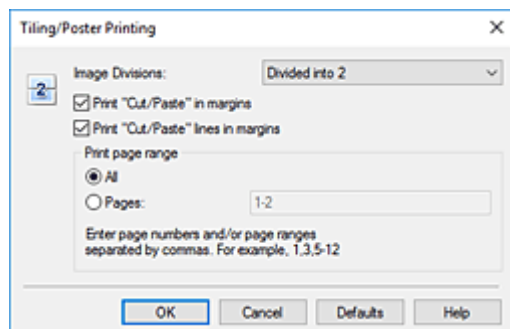 Tiling/Poster Printing
Image Divisions: Divided into 2
2
Print "Cut/Paste" in margins
Print "Cut/Paste" lines in margins
Print page range
All
Pages: 1-2
Enter page numbers and/or page ranges
separated by commas. For example, 1,3,5-12
OK Cancel Defaults Help